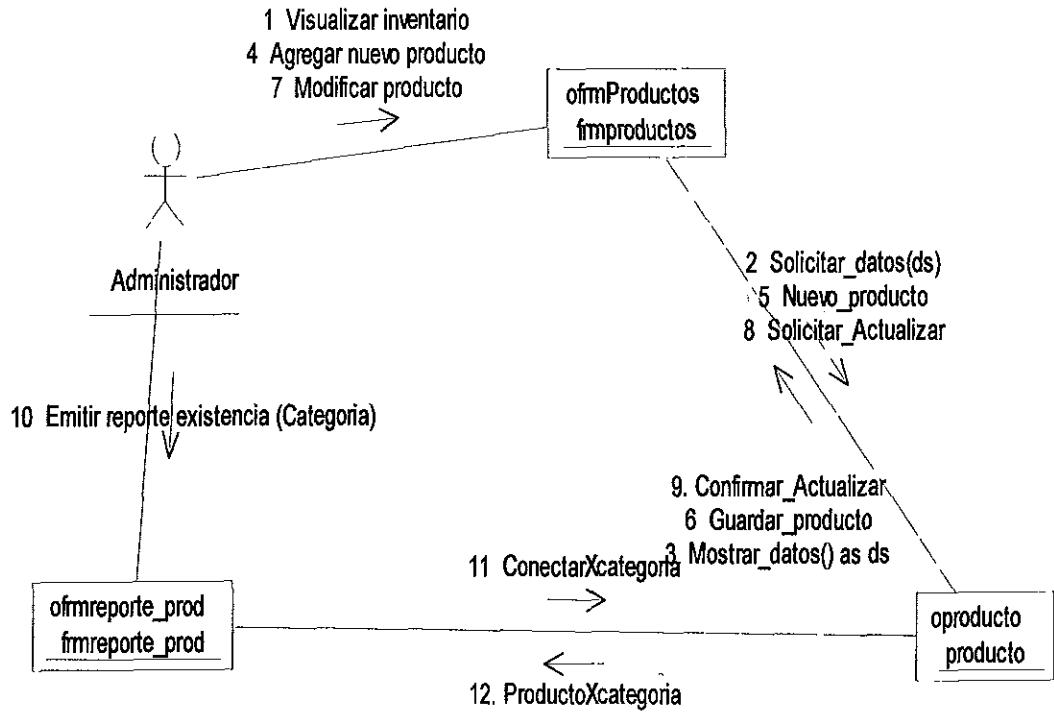 1 Visualizar inventario
4 Agregar nuevo producto
7 Modificar producto
ofrmProductos
frmproductos
Administrador
2 Solicitar_datos(ds)
5 Nuevo_producto
8 Solicitar_Actualizar
10 Emitir reporte existencia (Categoria)
9. Confirmar_Actualizar
6 Guardar_producto
3 Mostrar_datos() as ds
11 ConectarXcategoria
ofrmreporte_prod
frmreporte_prod
oproducto
producto
12. ProductoXcategoria